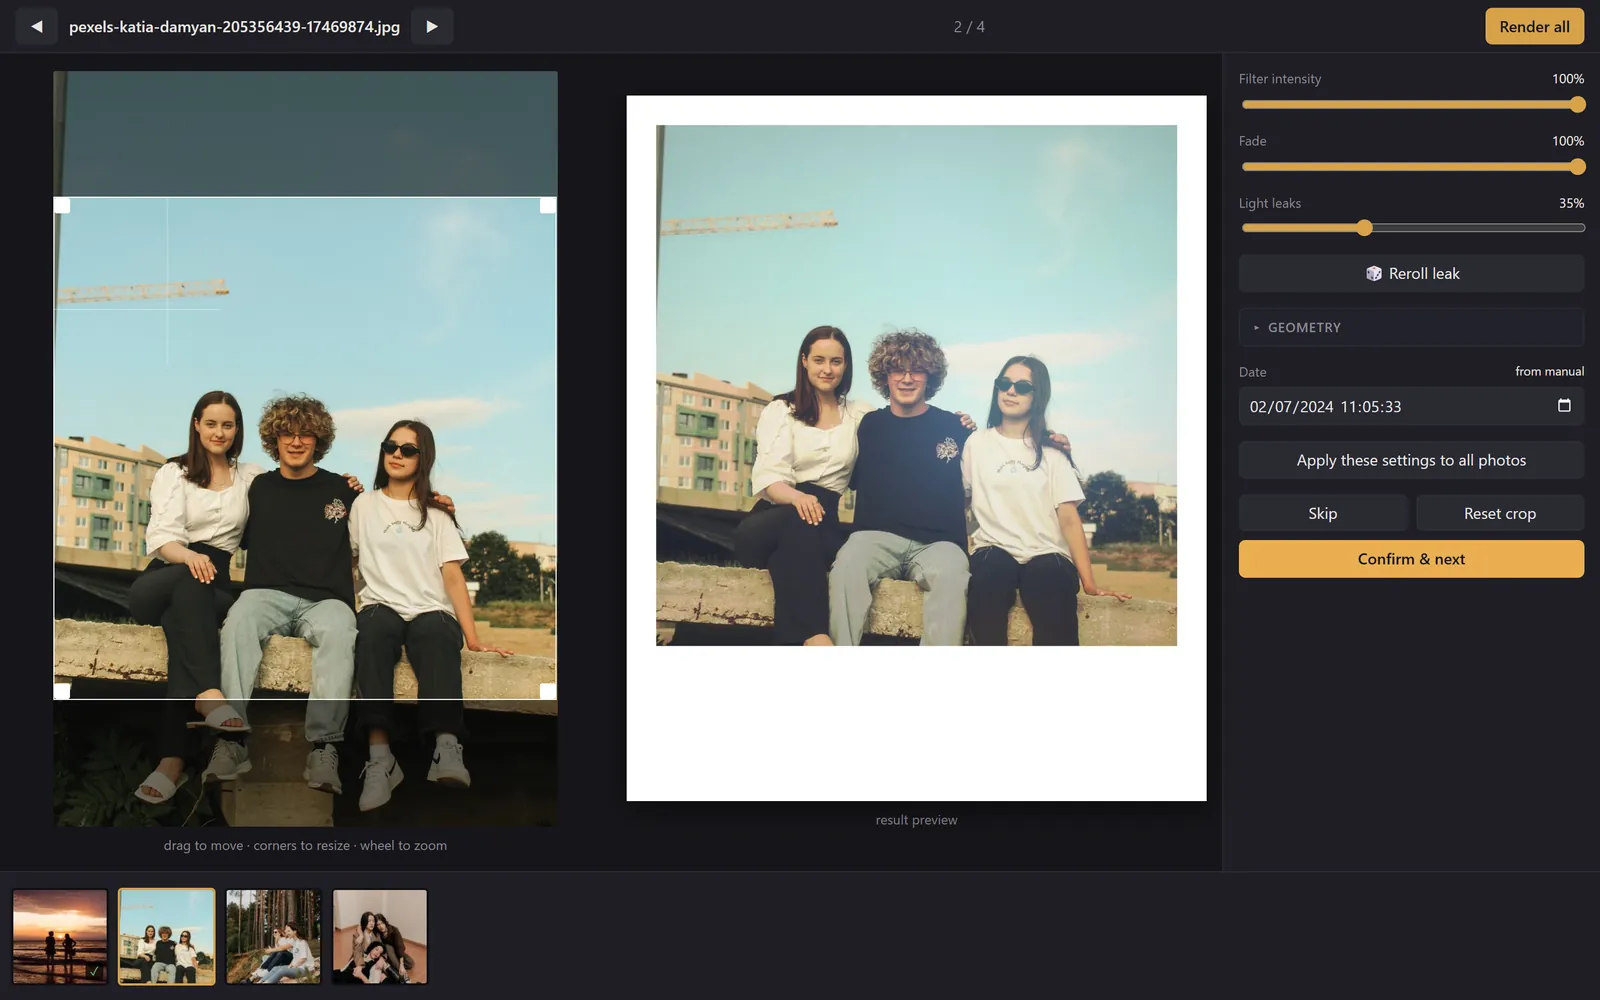 ◀ pexels-katia-damyan-205356439-17469874.jpg ▶
2 / 4
Render all
Filter intensity 100%
Fade 100%
Light leaks 35%
Reroll leak
▸ GEOMETRY
Date from manual
02/07/2024 11:05:33
Apply these settings to all photos
Skip Reset crop
Confirm & next
result preview
drag to move · corners to resize · wheel to zoom